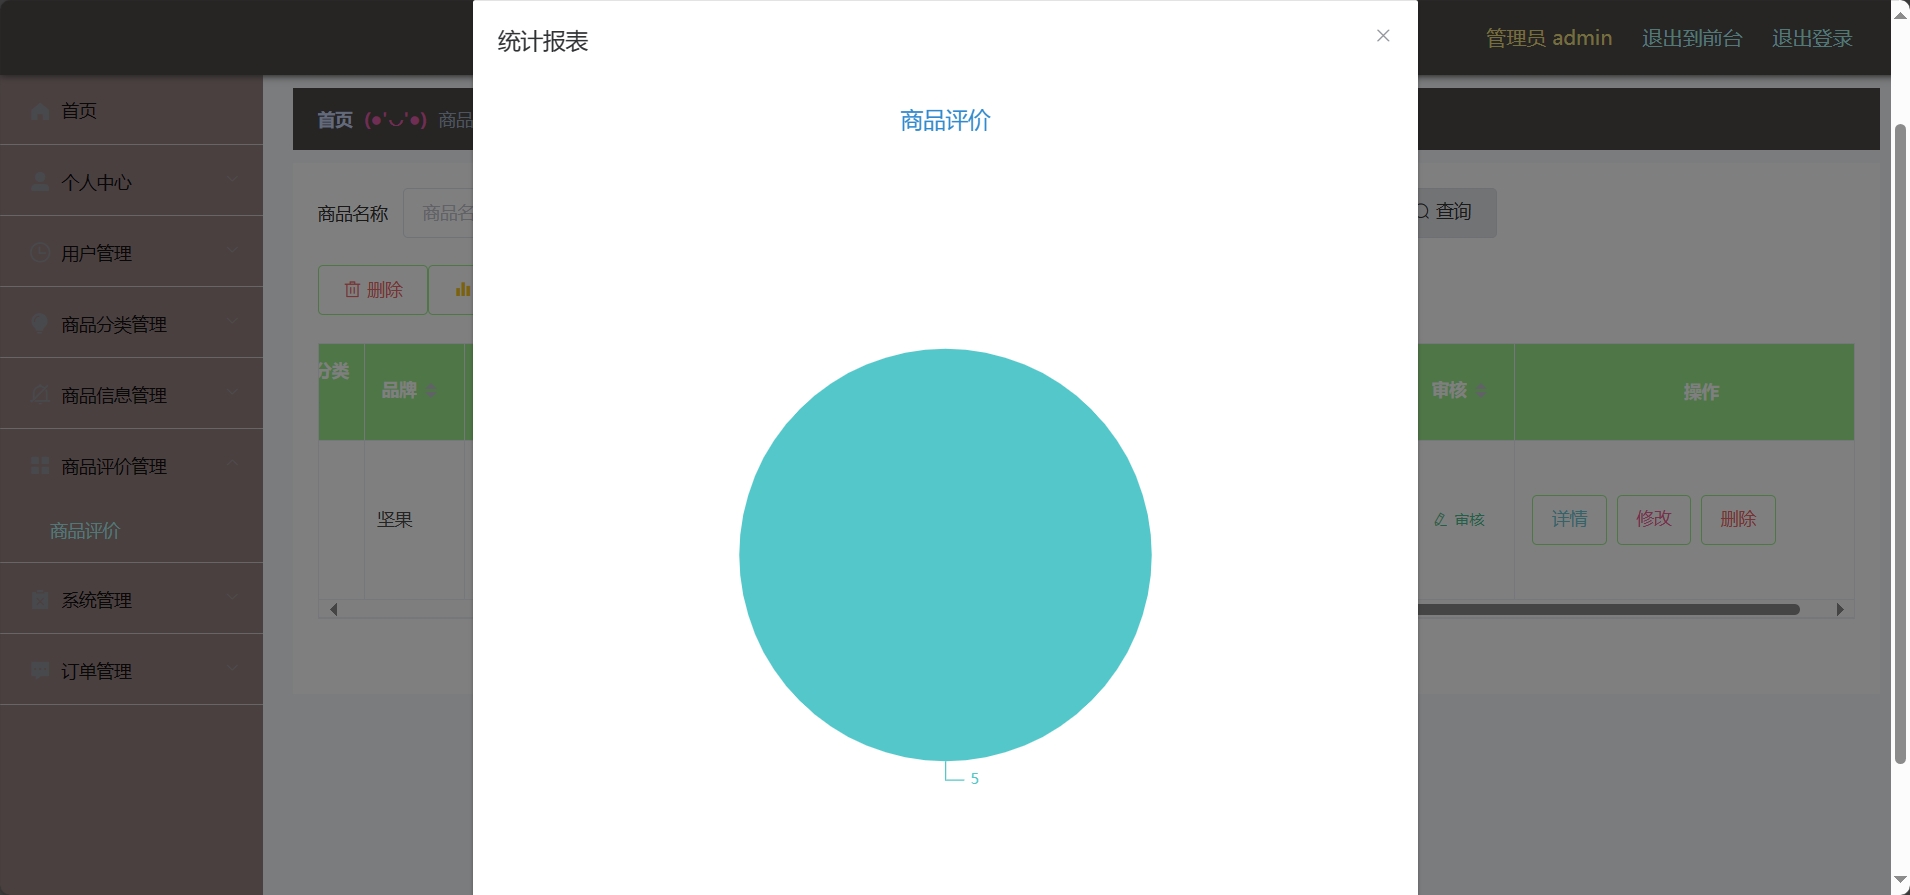 管理员 admin 退出到前台 退出登录
统计报表
商品评价
5
首页
个人中心
用户管理
商品分类管理
商品信息管理
商品评价管理
商品评价
系统管理
订单管理
首页 (●'◡'●) 商品
商品名称 商品名
查询
删除
分类 品牌 审核 操作
坚果 审核 详情 修改 删除